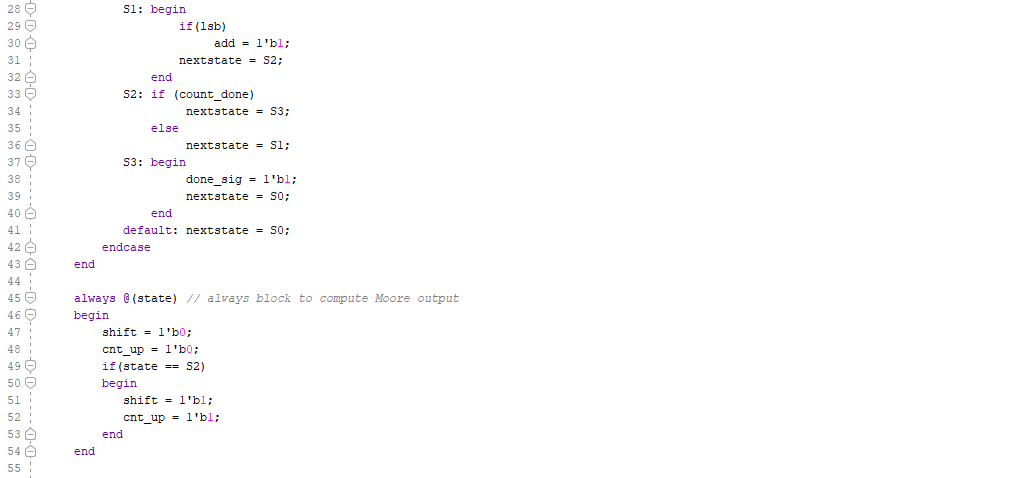 28 S1: begin
29 if(lsb)
30 add = 1'b1;
31 nextstate = S2;
32 end
33 S2: if (count_done)
34 nextstate = S3;
35 else
36 nextstate = S1;
37 S3: begin
38 done_sig = 1'b1;
39 nextstate = S0;
40 end
41 default: nextstate = S0;
42 endcase
43 end
44
45 always @(state) // always block to compute Moore output
46 begin
47 shift = 1'b0;
48 cnt_up = 1'b0;
49 if(state == S2)
50 begin
51 shift = 1'b1;
52 cnt_up = 1'b1;
53 end
54 end
55